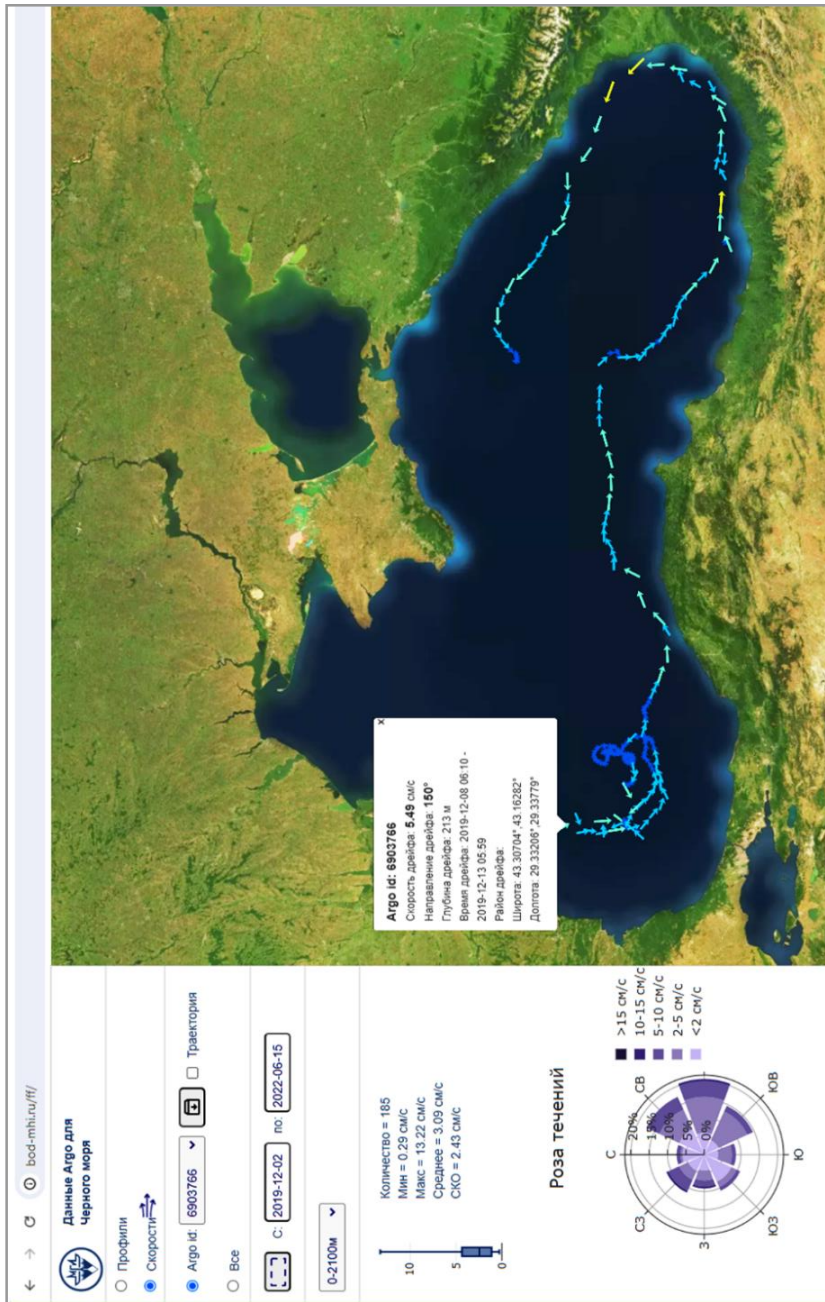 bod-mhi.ru/ff/
Данные Argo для
Черного моря
Профили
Скорости
Argo id:
6903766
Траектория
Все
С:
2019-12-02
по:
2022-06-15
0-2100м
Количество = 185
Мин = 0.29 см/с
Макс = 13.22 см/с
Среднее = 3.09 см/с
СКО = 2.43 см/с
10
5
0
Роза течений
С
СВ
ЮВ
Ю
ЮЗ
З
СЗ
20%
15%
10%
5%
0%
>15 см/с
10-15 см/с
5-10 см/с
2-5 см/с
<2 см/с
x
Argo id: 6903766
Скорость дрейфа: 5.49 см/с
Направление дрейфа: 150°
Глубина дрейфа: 213 м
Время дрейфа: 2019-12-08 06:10 -
2019-12-13 05:59
Район дрейфа:
Широта: 43.30704°,43.16282°
Долгота: 29.33206°,29.33779°